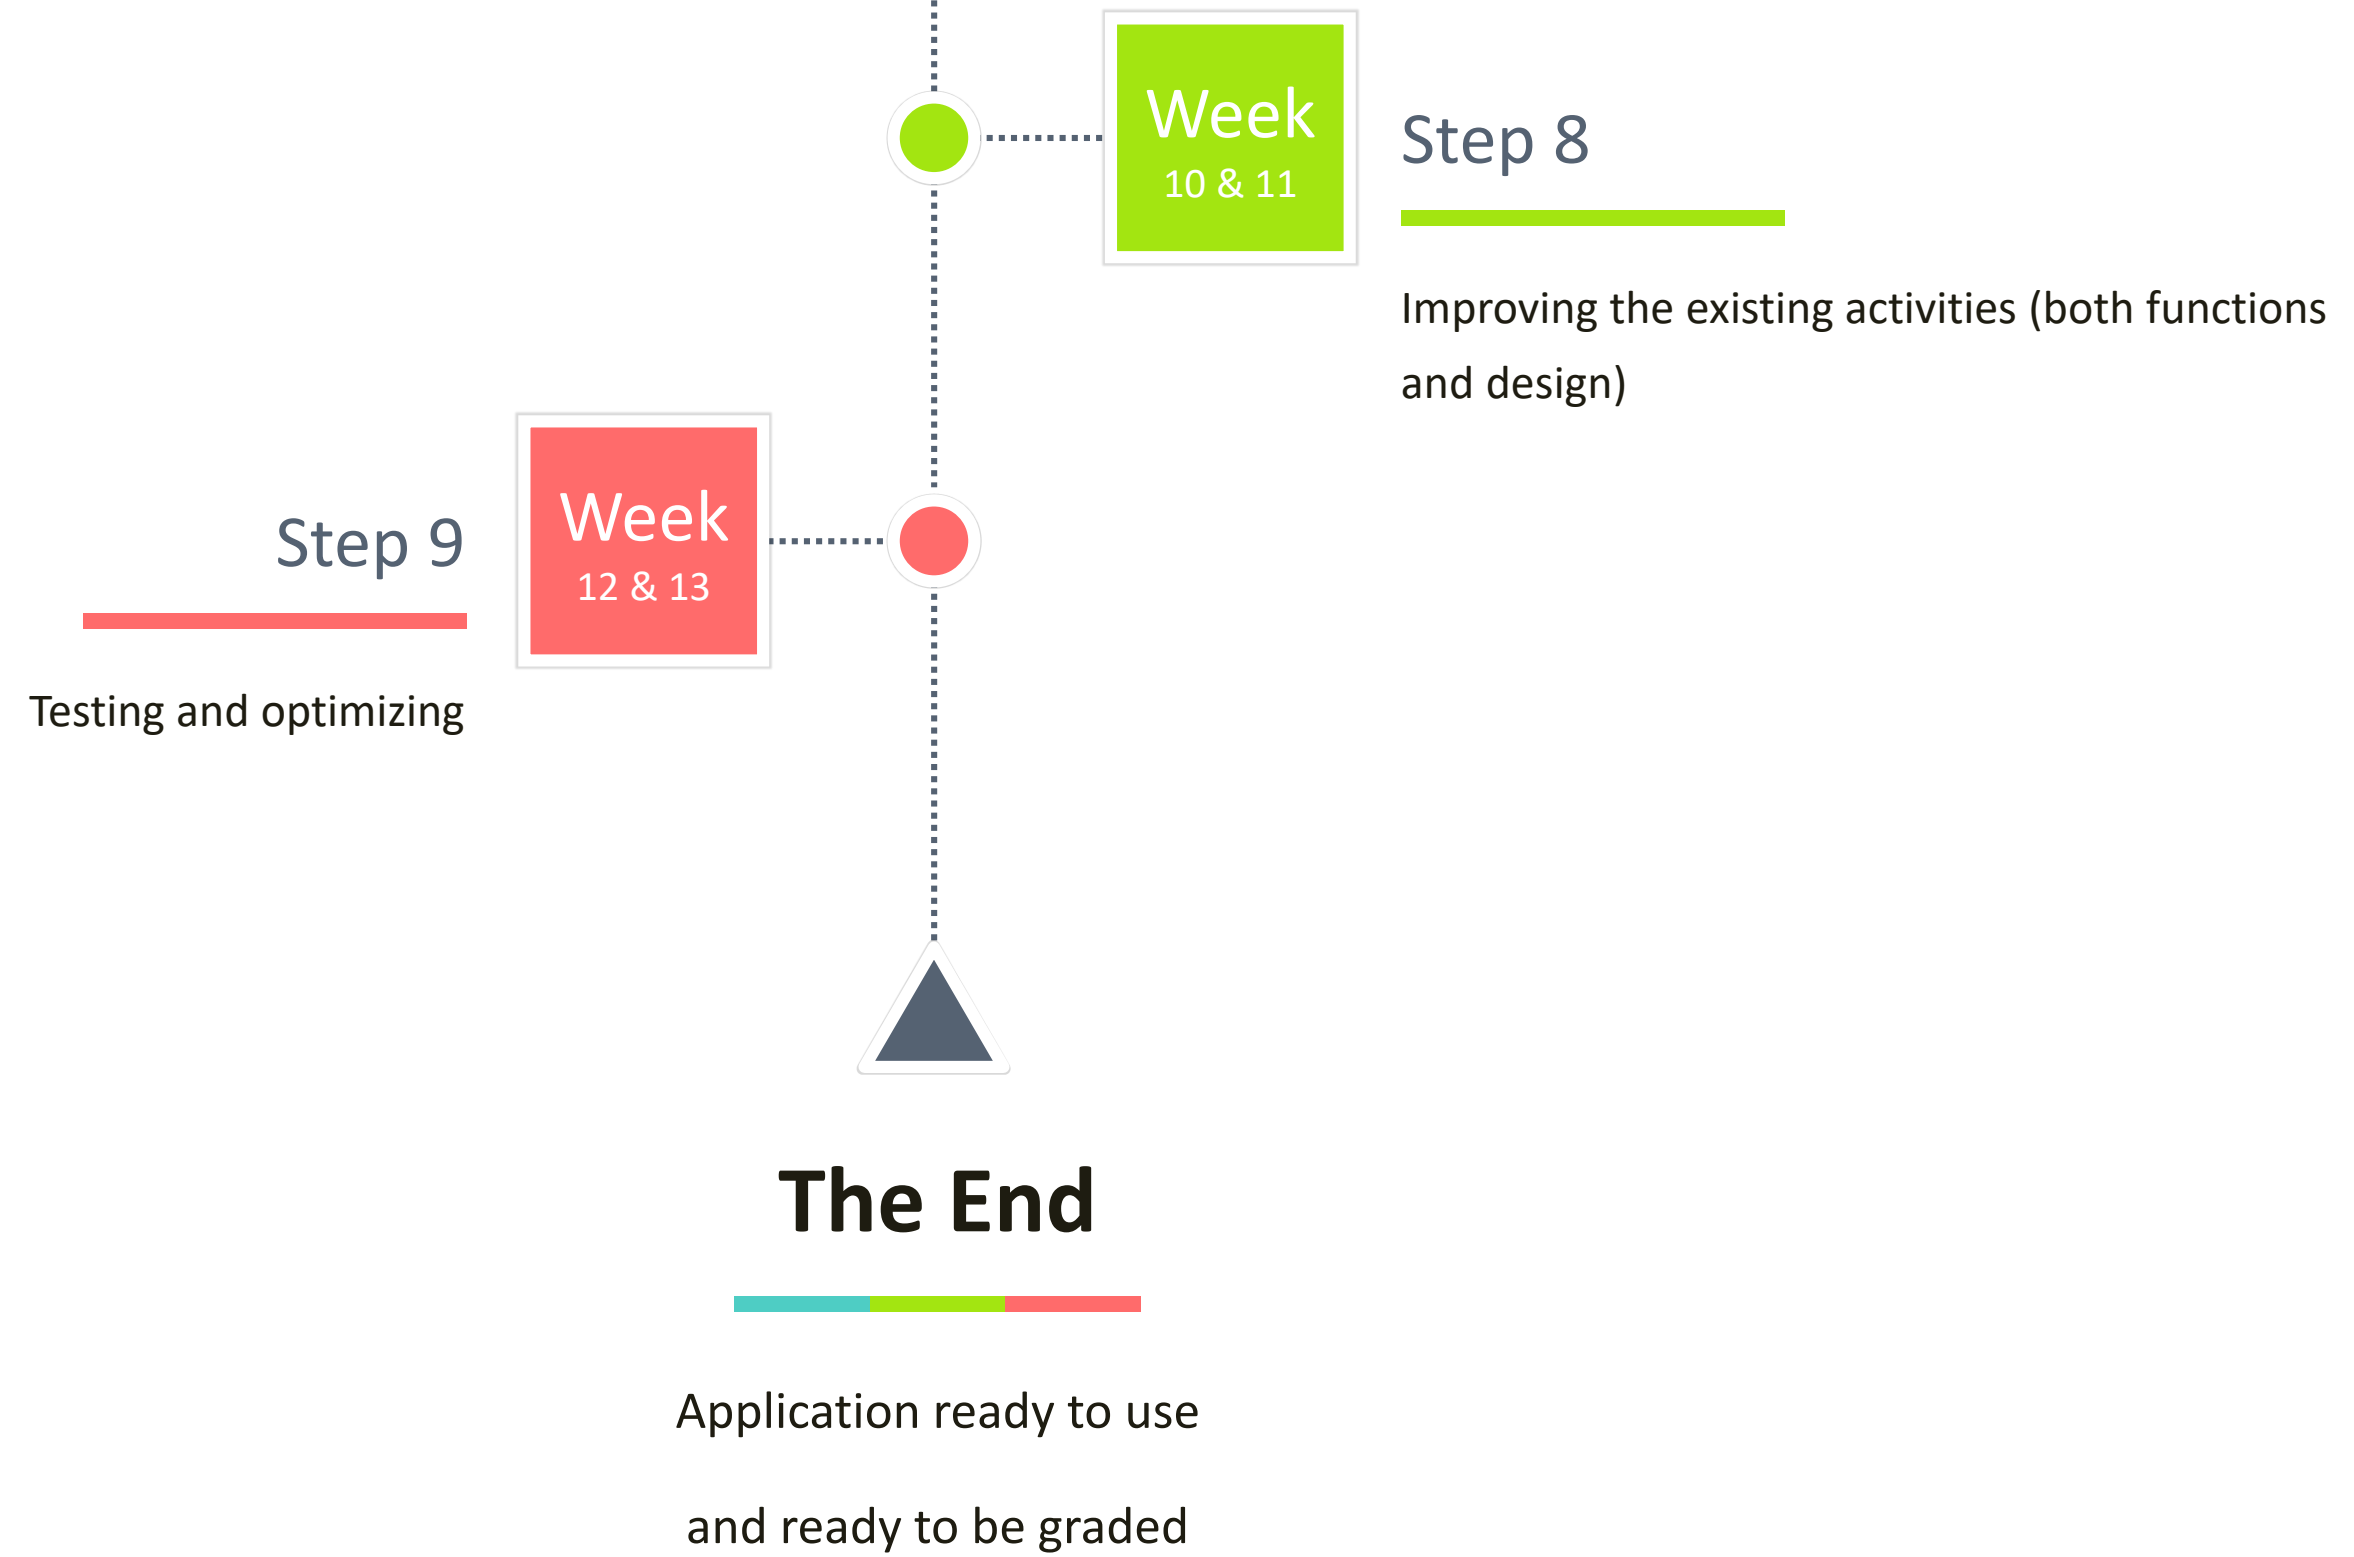 Week
10 & 11
Step 8
Improving the existing activities (both functions
and design)
Step 9
Week
12 & 13
Testing and optimizing
The End
Application ready to use
and ready to be graded